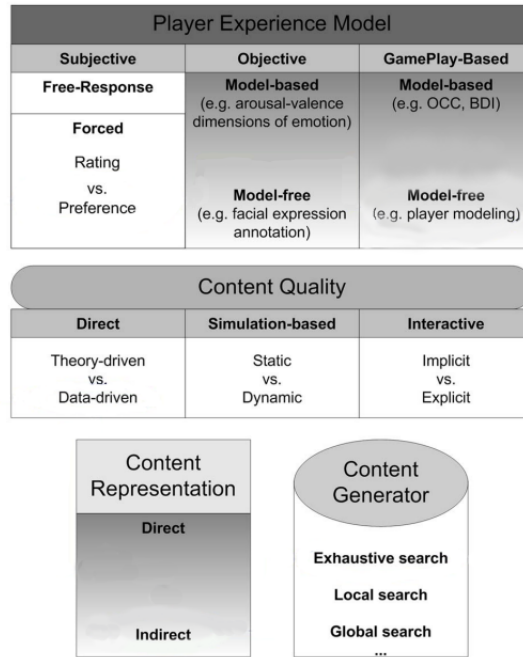 Player Experience Model
Subjective
Objective
GamePlay-Based
Free-Response
Forced
Rating
vs.
Preference
Model-based
(e.g. arousal-valence
dimensions of emotion)
Model-free
(e.g. facial expression
annotation)
Model-based
(e.g. OCC, BDI)
Model-free
(e.g. player modeling)
Content Quality
Direct
Simulation-based
Interactive
Theory-driven
vs.
Data-driven
Static
vs.
Dynamic
Implicit
vs.
Explicit
Content
Representation
Direct
Indirect
Content
Generator
Exhaustive search
Local search
Global search
...